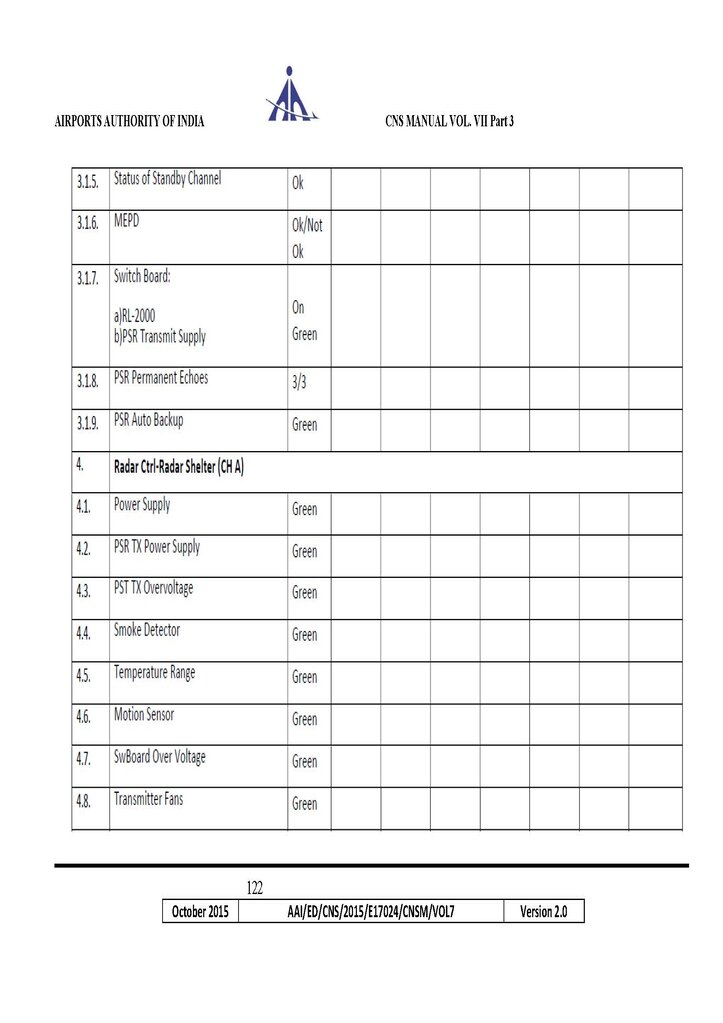 AIRPORTS AUTHORITY OF INDIA
CNS MANUAL VOL. VII Part 3
3.1.5. Status of Standby Channel Ok
3.1.6. MEPD Ok/Not
Ok
3.1.7. Switch Board:
a)RL-2000 On
b)PSR Transmit Supply Green
3.1.8. PSR Permanent Echoes 3/3
3.1.9. PSR Auto Backup Green
4. Radar Ctrl-Radar Shelter (CH A)
4.1. Power Supply Green
4.2. PSR TX Power Supply Green
4.3. PST TX Overvoltage Green
4.4. Smoke Detector Green
4.5. Temperature Range Green
4.6. Motion Sensor Green
4.7. SwBoard Over Voltage Green
4.8. Transmitter Fans Green
122
October 2015 AAI/ED/CNS/2015/E17024/CNSM/VOL7 Version 2.0